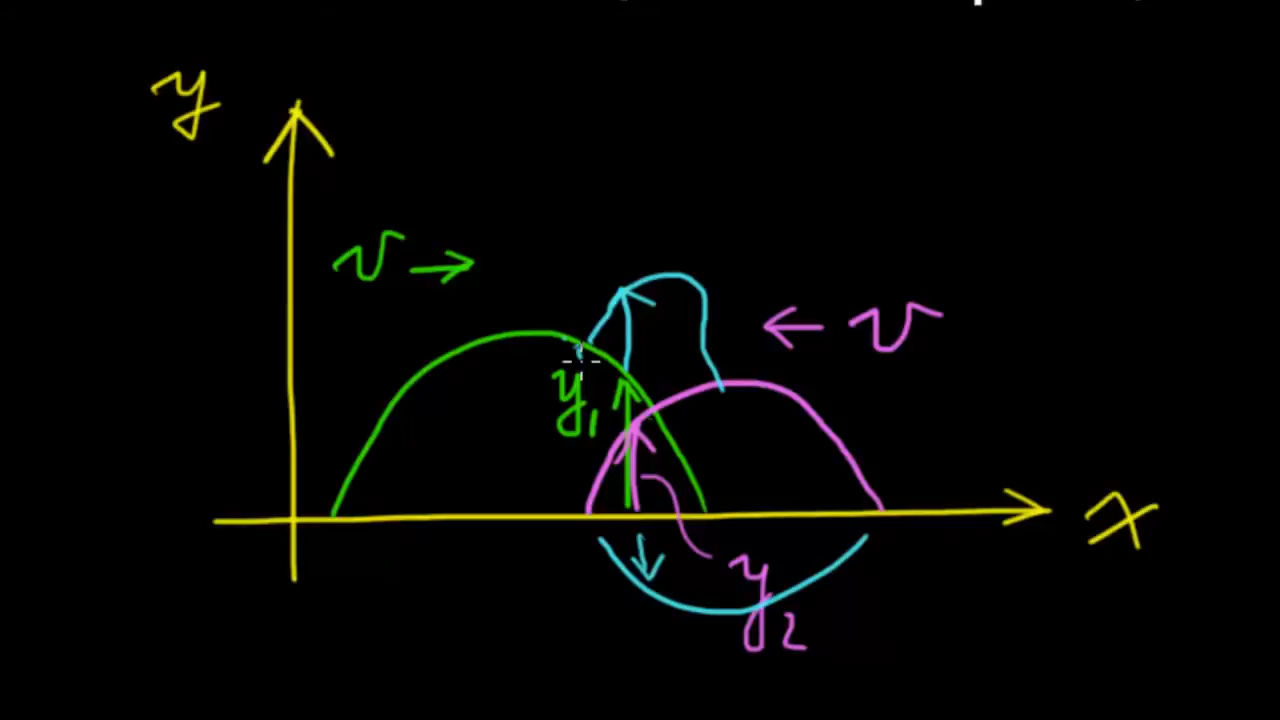 y
v →
← v
y1
x
y2